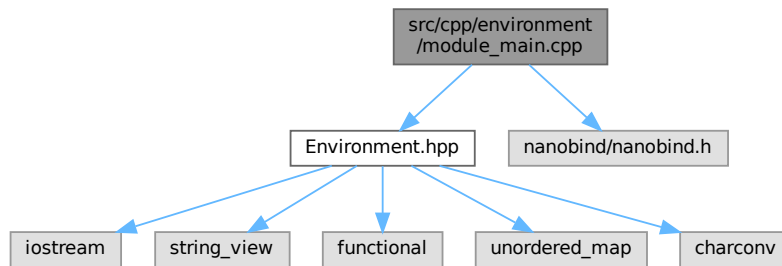 src/cpp/environment
/module_main.cpp
Environment.hpp
nanobind/nanobind.h
iostream
string_view
functional
unordered_map
charconv